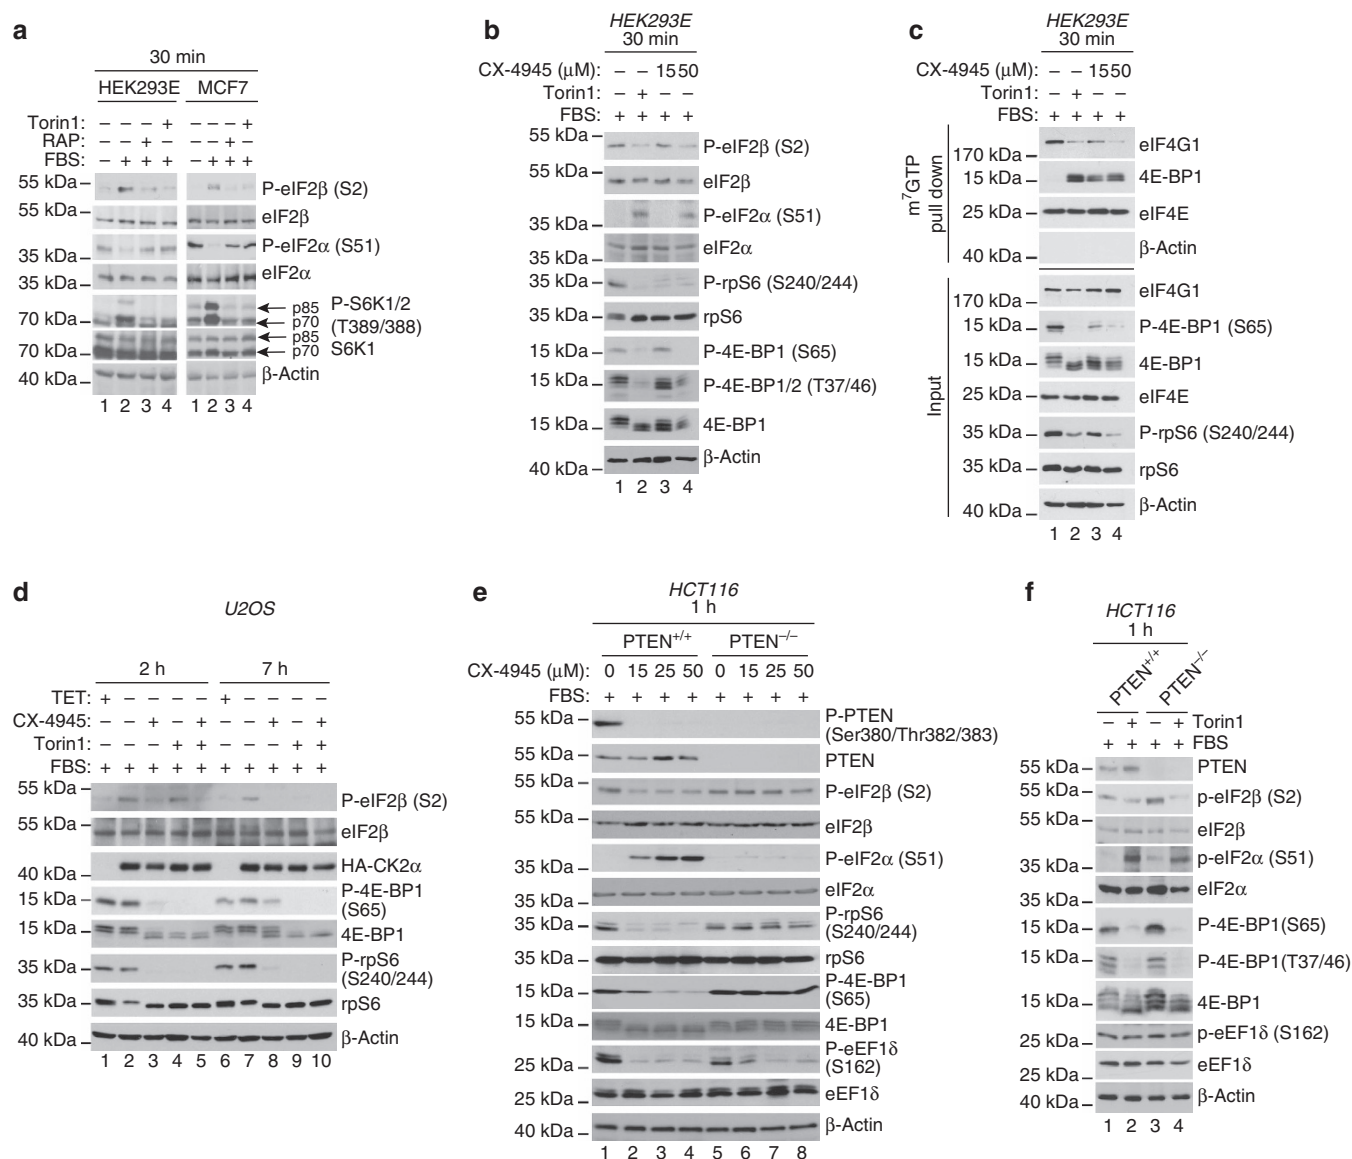 a
30 min
HEK293E MCF7
Torin1: – – – + – – – +
RAP: – – + – – – + –
FBS: – + + + – + + +
55 kDa P-eIF2β (S2)
55 kDa eIF2β
35 kDa P-eIF2α (S51)
35 kDa eIF2α
p85 P-S6K1/2
70 kDa p70 (T389/388)
p85
70 kDa p70 S6K1
40 kDa β-Actin
1 2 3 4 1 2 3 4
b
HEK293E
30 min
CX-4945 (μM): – – 15 50
Torin1: – + – –
FBS: + + + +
55 kDa P-eIF2β (S2)
55 kDa eIF2β
35 kDa P-eIF2α (S51)
35 kDa eIF2α
35 kDa P-rpS6 (S240/244)
35 kDa rpS6
15 kDa P-4E-BP1 (S65)
15 kDa P-4E-BP1/2 (T37/46)
15 kDa 4E-BP1
40 kDa β-Actin
1 2 3 4
c
HEK293E
30 min
CX-4945 (μM): – – 15 50
Torin1: – + – –
FBS: + + + +
m7GTP
pull down
170 kDa eIF4G1
15 kDa 4E-BP1
25 kDa eIF4E
40 kDa β-Actin
Input
170 kDa eIF4G1
15 kDa P-4E-BP1 (S65)
15 kDa 4E-BP1
25 kDa eIF4E
35 kDa P-rpS6 (S240/244)
35 kDa rpS6
40 kDa β-Actin
1 2 3 4
d
U2OS
2 h 7 h
TET: + – – – – + – – – –
CX-4945: – – + – + – – + – +
Torin1: – – – + + – – – + +
FBS: + + + + + + + + + +
55 kDa P-eIF2β (S2)
55 kDa eIF2β
40 kDa HA-CK2α
15 kDa P-4E-BP1
(S65)
15 kDa 4E-BP1
35 kDa P-rpS6
(S240/244)
35 kDa rpS6
40 kDa β-Actin
1 2 3 4 5 6 7 8 9 10
e
HCT116
1 h
PTEN+/+ PTEN–/–
CX-4945 (μM): 0 15 25 50 0 15 25 50
FBS: + + + + + + + +
55 kDa P-PTEN
(Ser380/Thr382/383)
55 kDa PTEN
55 kDa P-eIF2β (S2)
55 kDa eIF2β
35 kDa P-eIF2α (S51)
35 kDa eIF2α
35 kDa P-rpS6
(S240/244)
35 kDa rpS6
15 kDa P-4E-BP1
(S65)
15 kDa 4E-BP1
25 kDa P-eEF1δ
(S162)
25 kDa eEF1δ
40 kDa β-Actin
1 2 3 4 5 6 7 8
f
HCT116
1 h
PTEN+/+ PTEN–/–
– + – + Torin1
+ + + + FBS
55 kDa PTEN
55 kDa p-eIF2β (S2)
55 kDa eIF2β
35 kDa p-eIF2α (S51)
35 kDa eIF2α
15 kDa P-4E-BP1(S65)
15 kDa P-4E-BP1(T37/46)
15 kDa 4E-BP1
25 kDa p-eEF1δ (S162)
25 kDa eEF1δ
40 kDa β-Actin
1 2 3 4